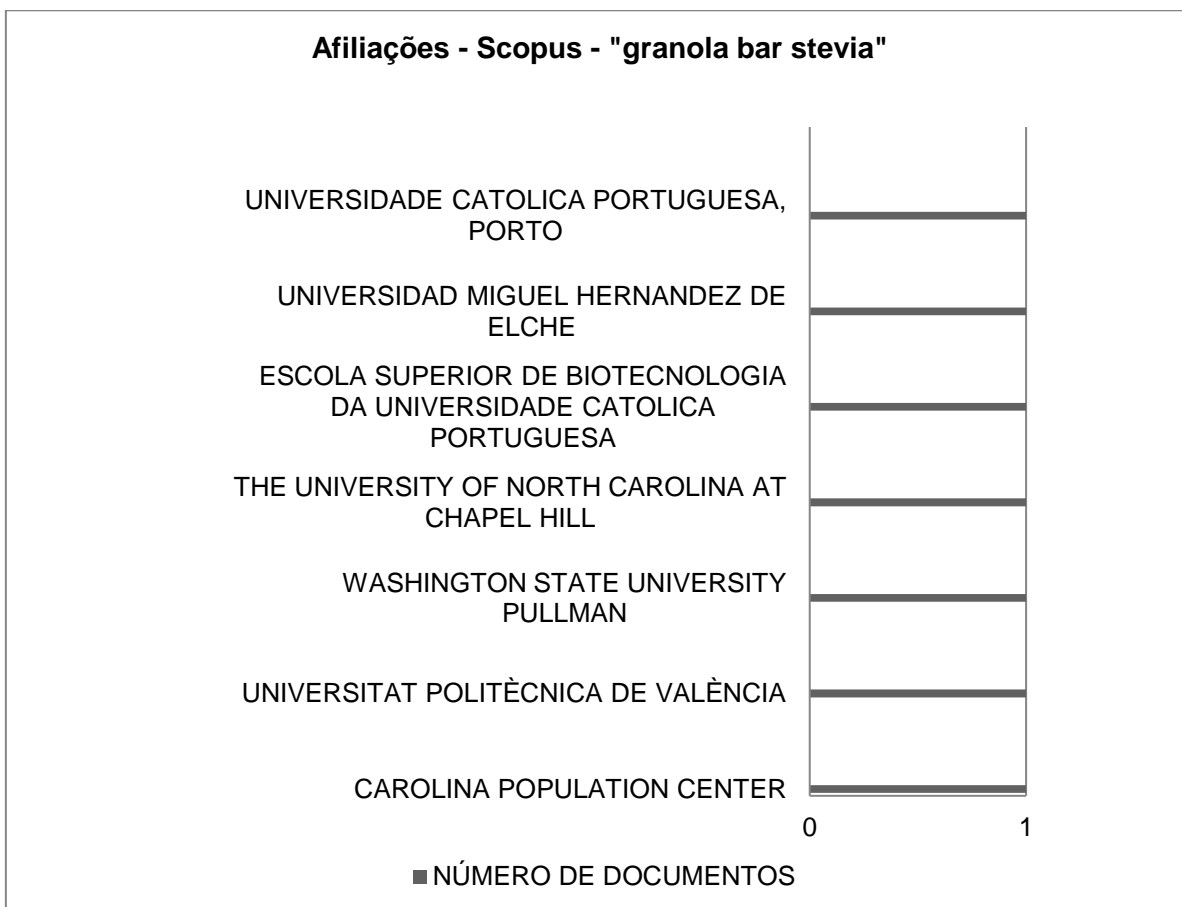 Afiliações - Scopus - "granola bar stevia"
UNIVERSIDADE CATOLICA PORTUGUESA,
PORTO
UNIVERSIDAD MIGUEL HERNANDEZ DE
ELCHE
ESCOLA SUPERIOR DE BIOTECNOLOGIA
DA UNIVERSIDADE CATOLICA
PORTUGUESA
THE UNIVERSITY OF NORTH CAROLINA AT
CHAPEL HILL
WASHINGTON STATE UNIVERSITY
PULLMAN
UNIVERSITAT POLITÈCNICA DE VALÈNCIA
CAROLINA POPULATION CENTER
0 1
NÚMERO DE DOCUMENTOS